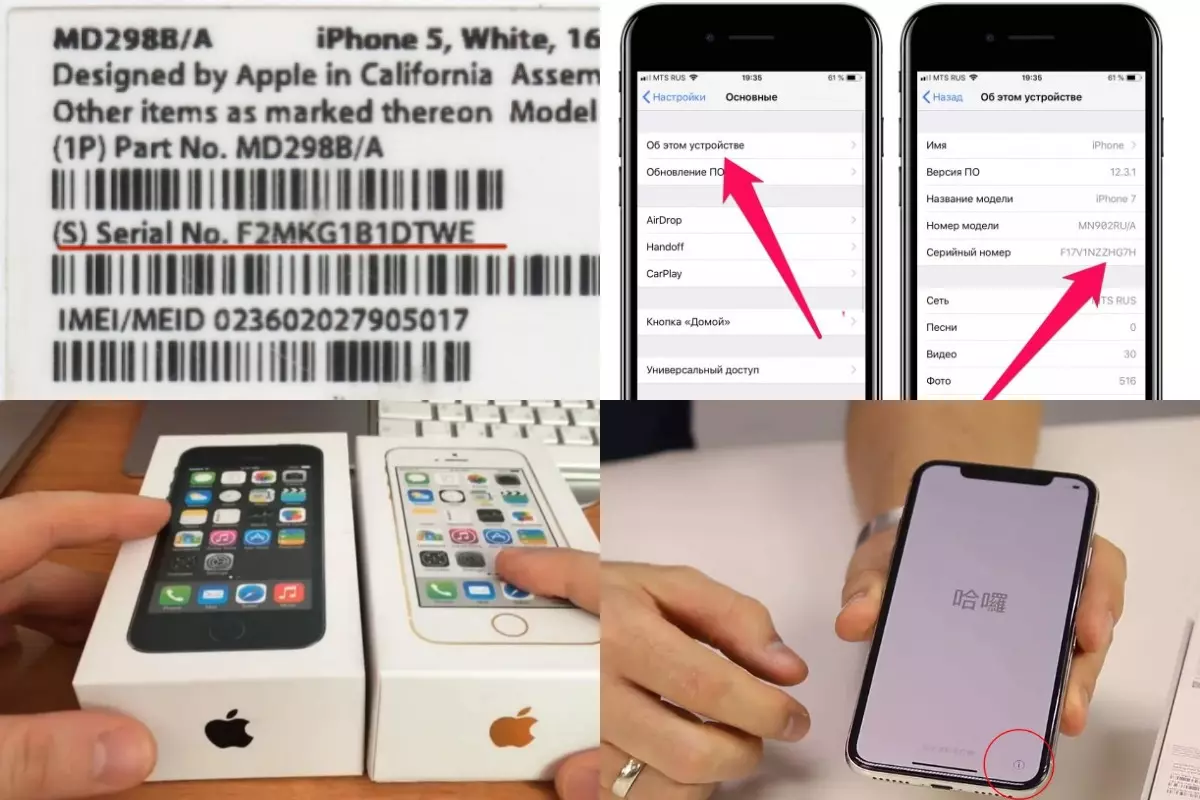 MD298B/A iPhone 5, White, 16
Designed by Apple in California Assem
Other items as marked thereon Model
(1P) Part No. MD298B/A
(S) Serial No. F2MKG1B1DTWE
IMEI/MEID 023602027905017
MTS RUS 19:35 61 %
Настройки Основные
Об этом устройстве
Обновление ПО
AirDrop
Handoff
CarPlay
Кнопка «Домой»
Универсальный доступ
MTS RUS 19:35 61 %
Назад Об этом устройстве
Имя iPhone
Версия ПО 12.3.1
Название модели iPhone 7
Номер модели MN902RU/A
Серийный номер F17V1NZZHG7H
Сеть MTS RUS
Песни 0
Видео 30
Фото 516
Phone
哈囉